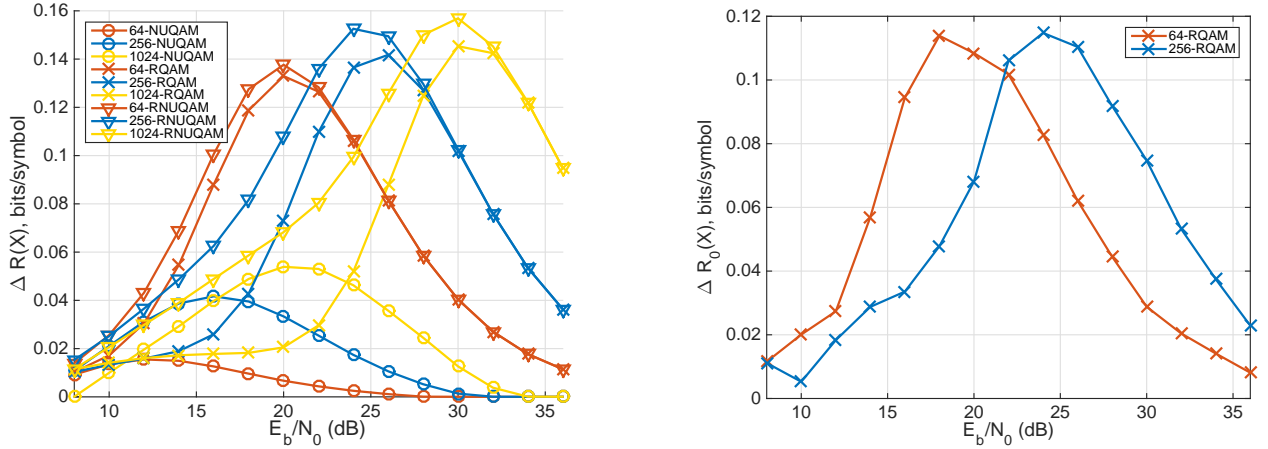 0.16
0.14
0.12
0.1
0.08
0.06
0.04
0.02
0
Δ R(X), bits/symbol
64-NUQAM
256-NUQAM
1024-NUQAM
64-RQAM
256-RQAM
1024-RQAM
64-RNUQAM
256-RNUQAM
1024-RNUQAM
10 15 20 25 30 35
E_b/N_0 (dB)
0.12
0.1
0.08
0.06
0.04
0.02
0
Δ R_0(X), bits/symbol
64-RQAM
256-RQAM
10 15 20 25 30 35
E_b/N_0 (dB)